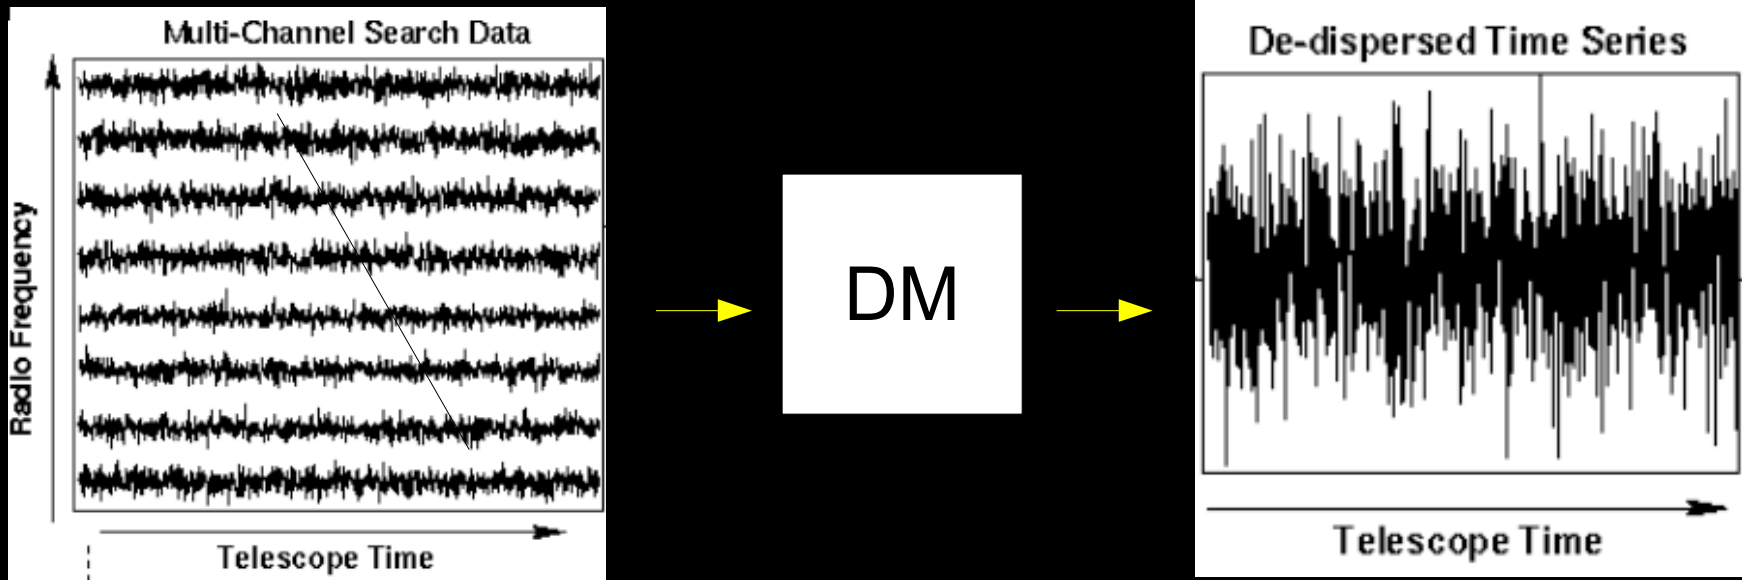 Multi-Channel Search Data
Radio Frequency
Telescope Time
DM
De-dispersed Time Series
Telescope Time